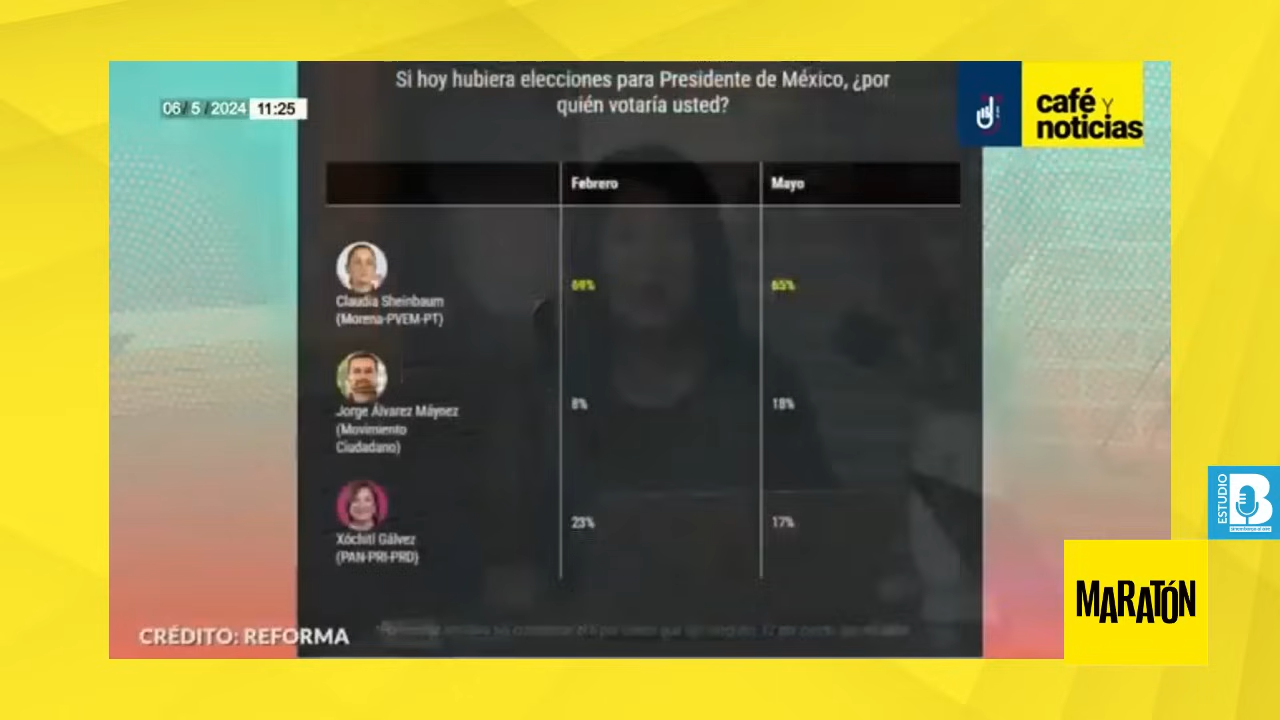 Si hoy hubiera elecciones para Presidente de México, ¿por
quién votaría usted?
06/ 5 / 2024 11:25
café Y
noticias
Febrero
Mayo
Claudia Sheinbaum
(Morena-PVEM-PT)
69%
65%
Jorge Álvarez Máynez
(Movimiento
Ciudadano)
8%
18%
Xóchitl Gálvez
(PAN-PRI-PRD)
23%
17%
ESTUDIO
B
MARATÓN
CRÉDITO: REFORMA